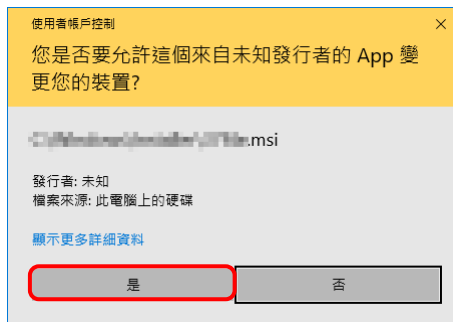 使用者帳戶控制
您是否要允許這個來自未知發行者的 App 變
更您的裝置?
.msi
發行者: 未知
檔案來源: 此電腦上的硬碟
顯示更多詳細資料
是
否